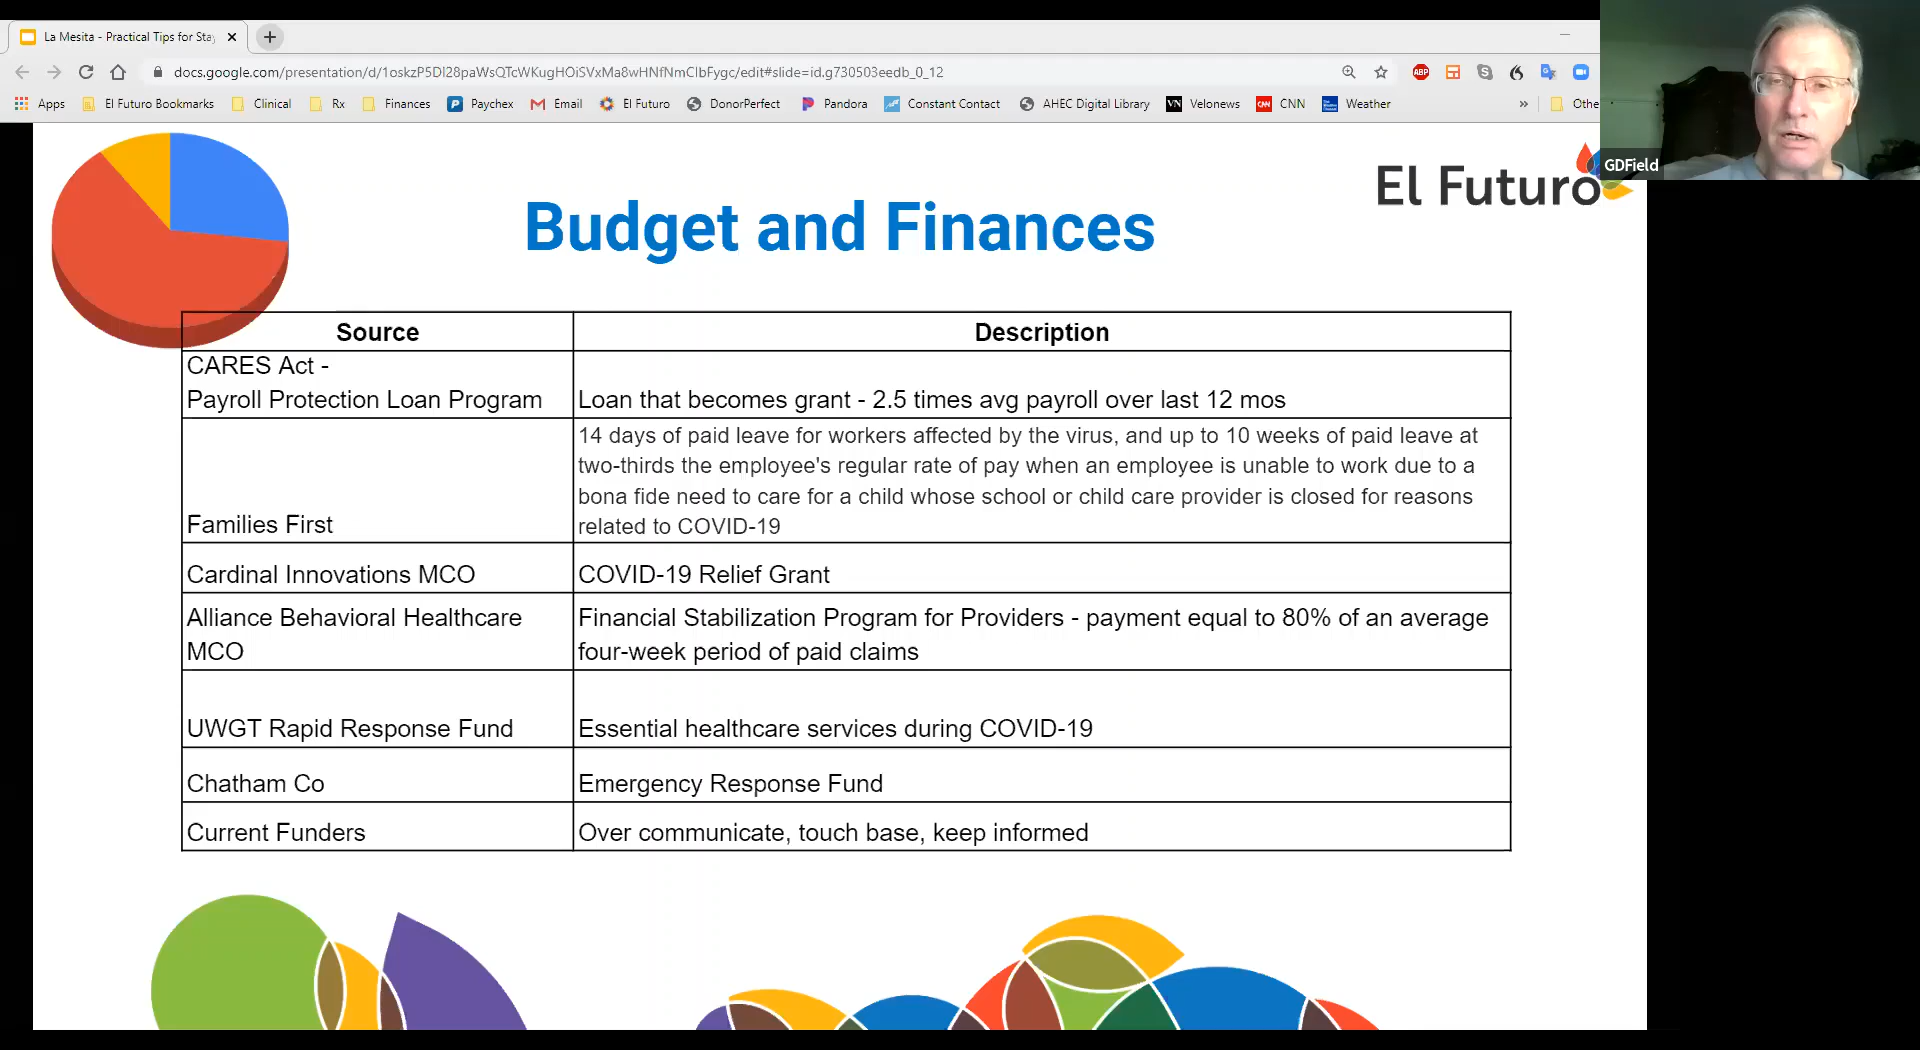 La Mesita - Practical Tips for Stay
docs.google.com/presentation/d/1oskzP5Dl28paWsQTcWKugHOiSVxMa8wHNfNmClbFygc/edit#slide=id.g730503eedb_0_12
ABP
Apps El Futuro Bookmarks Clinical Rx Finances Paychex Email El Futuro DonorPerfect Pandora Constant Contact AHEC Digital Library VN Velonews CNN CNN Weather » Othe
GDField
El Futuro
Budget and Finances
Source Description
CARES Act -
Payroll Protection Loan Program Loan that becomes grant - 2.5 times avg payroll over last 12 mos
14 days of paid leave for workers affected by the virus, and up to 10 weeks of paid leave at
two-thirds the employee's regular rate of pay when an employee is unable to work due to a
bona fide need to care for a child whose school or child care provider is closed for reasons
Families First related to COVID-19
Cardinal Innovations MCO COVID-19 Relief Grant
Alliance Behavioral Healthcare Financial Stabilization Program for Providers - payment equal to 80% of an average
MCO four-week period of paid claims
UWGT Rapid Response Fund Essential healthcare services during COVID-19
Chatham Co Emergency Response Fund
Current Funders Over communicate, touch base, keep informed